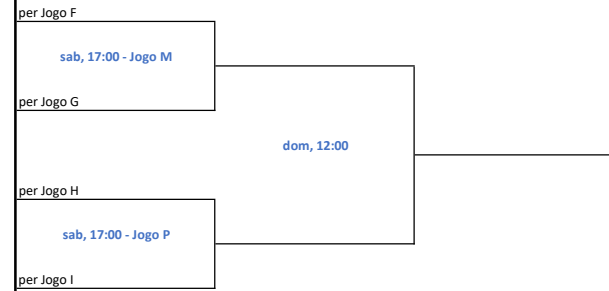 per Jogo F
sab, 17:00 - Jogo M
per Jogo G
dom, 12:00
per Jogo H
sab, 17:00 - Jogo P
per Jogo I